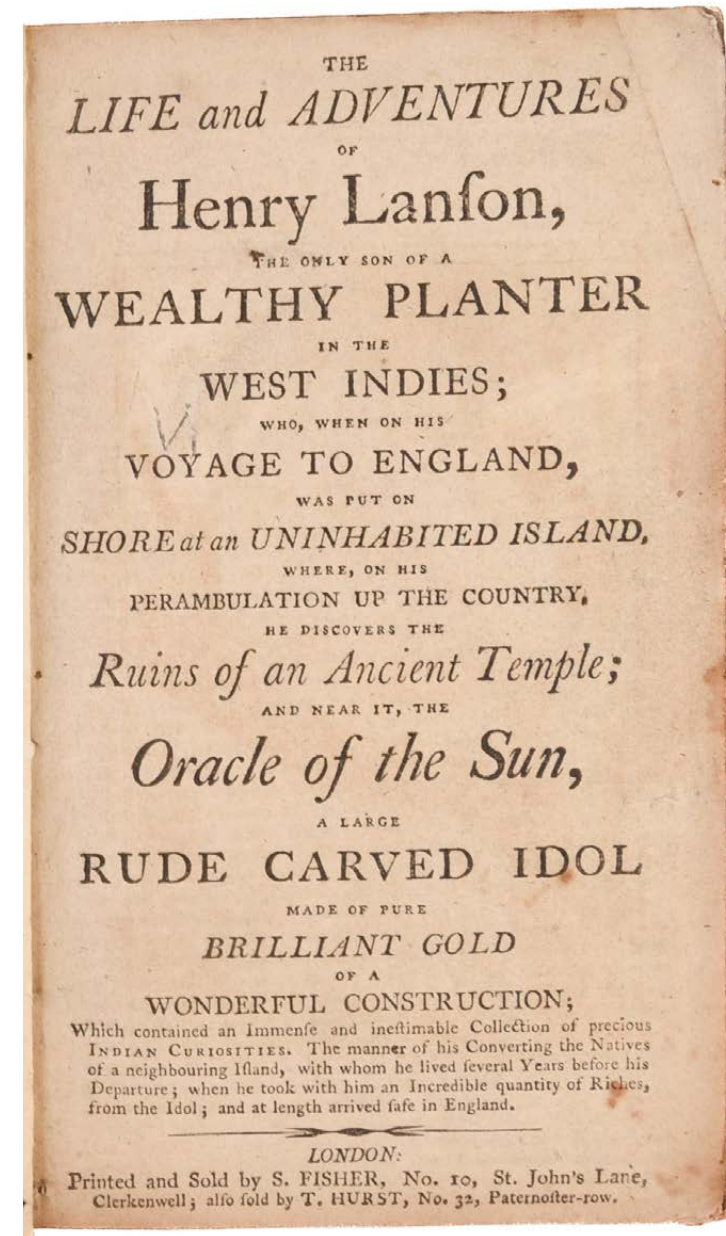 THE
LIFE and ADVENTURES
OF
Henry Lanſon,
THE ONLY SON OF A
WEALTHY PLANTER
IN THE
WEST INDIES;
WHO, WHEN ON HIS
VOYAGE TO ENGLAND,
WAS PUT ON
SHORE at an UNINHABITED ISLAND,
WHERE, ON HIS
PERAMBULATION UP THE COUNTRY,
HE DISCOVERS THE
Ruins of an Ancient Temple;
AND NEAR IT, THE
Oracle of the Sun,
A LARGE
RUDE CARVED IDOL
MADE OF PURE
BRILLIANT GOLD
OF A
WONDERFUL CONSTRUCTION;
Which contained an Immenſe and ineſtimable Collection of precious
INDIAN CURIOSITIES. The manner of his Converting the Natives
of a neighbouring Iſland, with whom he lived ſeveral Years before his
Departure; when he took with him an Incredible quantity of Riches,
from the Idol; and at length arrived ſafe in England.
LONDON:
Printed and Sold by S. FISHER, No. 10, St. John's Lane,
Clerkenwell; alſo ſold by T. HURST, No. 32, Paternoſter-row.